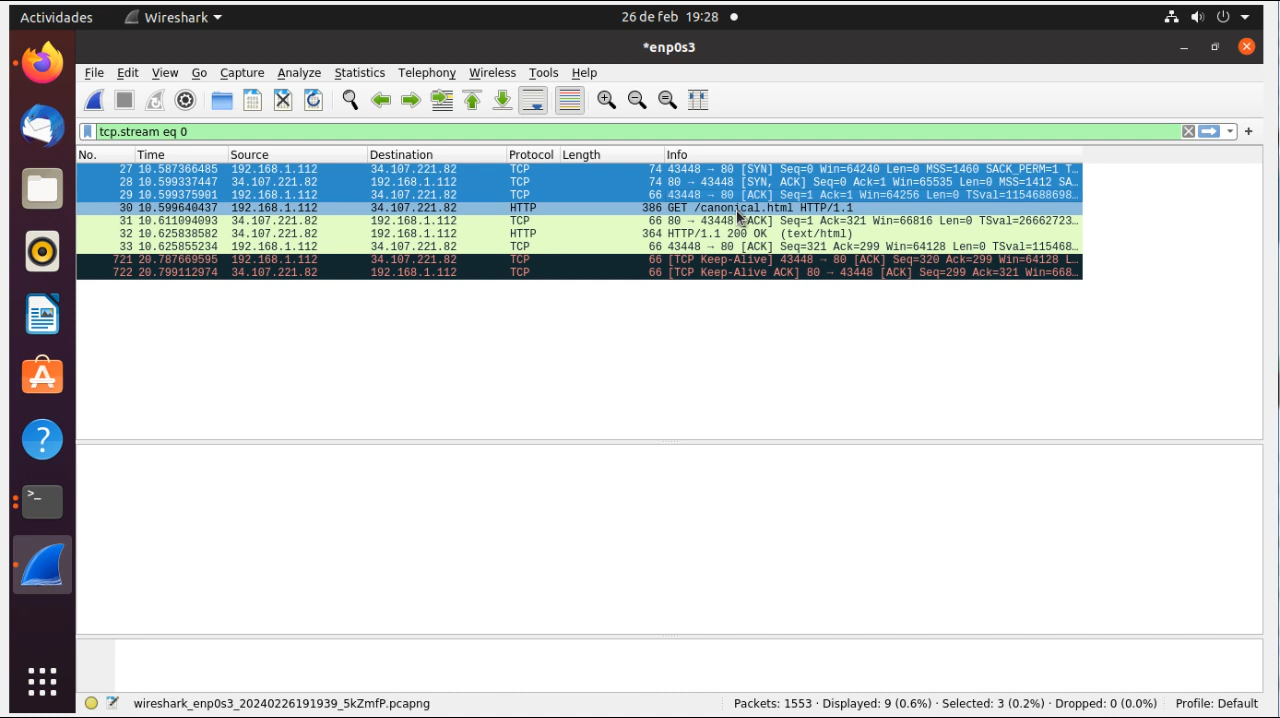 Actividades Wireshark 26 de feb 19:28
*enp0s3
File Edit View Go Capture Analyze Statistics Telephony Wireless Tools Help
tcp.stream eq 0
No. Time Source Destination Protocol Length Info
27 10.587366485 192.168.1.112 34.107.221.82 TCP 74 43448 → 80 [SYN] Seq=0 Win=64240 Len=0 MSS=1460 SACK_PERM=1 T…
28 10.599337447 34.107.221.82 192.168.1.112 TCP 74 80 → 43448 [SYN, ACK] Seq=0 Ack=1 Win=65535 Len=0 MSS=1412 SA…
29 10.599375901 192.168.1.112 34.107.221.82 TCP 66 43448 → 80 [ACK] Seq=1 Ack=1 Win=64256 Len=0 TSval=1154688698…
30 10.599640437 192.168.1.112 34.107.221.82 HTTP 386 GET /canonical.html HTTP/1.1
31 10.611094093 34.107.221.82 192.168.1.112 TCP 66 80 → 43448 [ACK] Seq=1 Ack=321 Win=66816 Len=0 TSval=26662723…
32 10.625838582 34.107.221.82 192.168.1.112 HTTP 364 HTTP/1.1 200 OK (text/html)
33 10.625855234 192.168.1.112 34.107.221.82 TCP 66 43448 → 80 [ACK] Seq=321 Ack=299 Win=64128 Len=0 TSval=115468…
721 20.787669595 192.168.1.112 34.107.221.82 TCP 66 [TCP Keep-Alive] 43448 → 80 [ACK] Seq=320 Ack=299 Win=64128 L…
722 20.799112974 34.107.221.82 192.168.1.112 TCP 66 [TCP Keep-Alive ACK] 80 → 43448 [ACK] Seq=299 Ack=321 Win=668…
wireshark_enp0s3_20240226191939_5kZmfP.pcapng Packets: 1553 · Displayed: 9 (0.6%) · Selected: 3 (0.2%) · Dropped: 0 (0.0%) Profile: Default